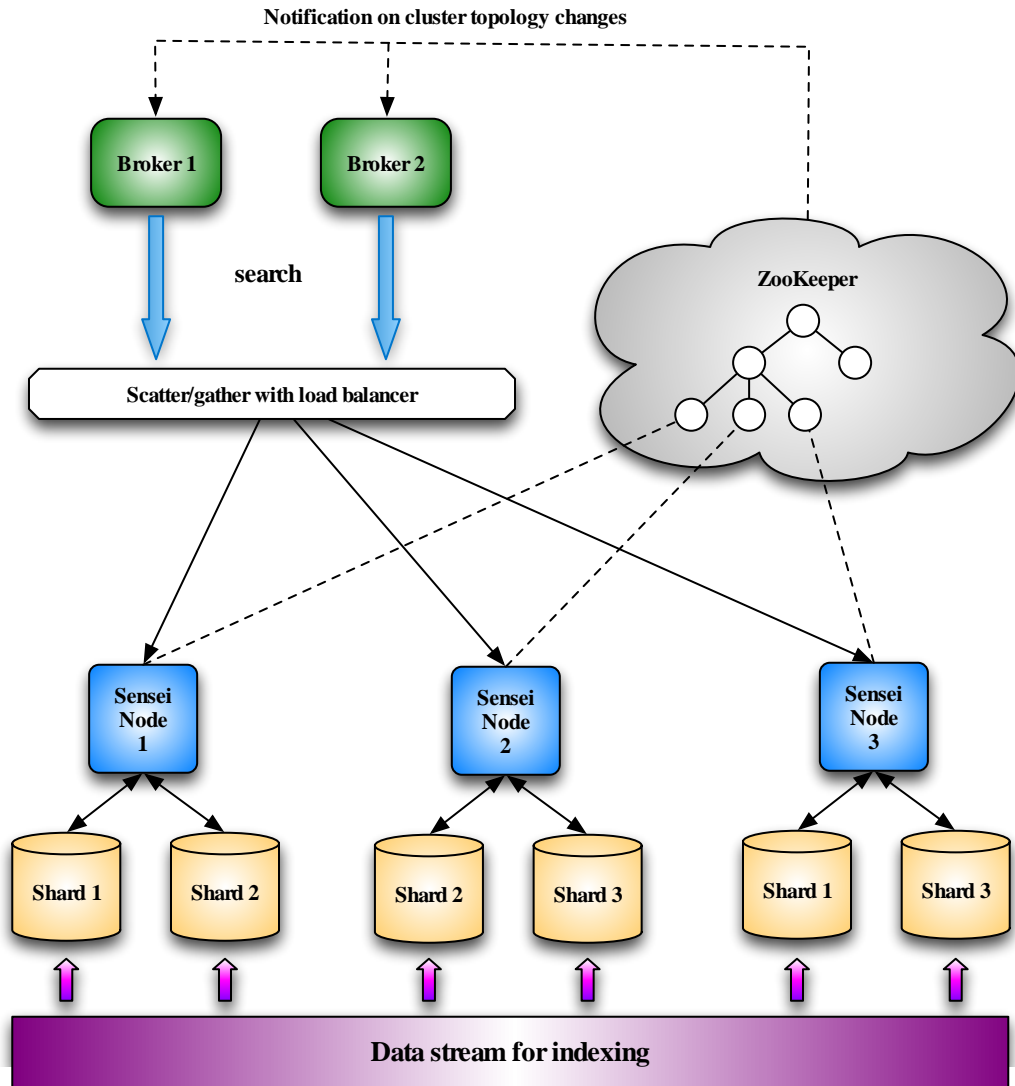 Notification on cluster topology changes
Broker 1
Broker 2
search
ZooKeeper
Scatter/gather with load balancer
Sensei
Node
1
Sensei
Node
2
Sensei
Node
3
Shard 1
Shard 2
Shard 2
Shard 3
Shard 1
Shard 3
Data stream for indexing